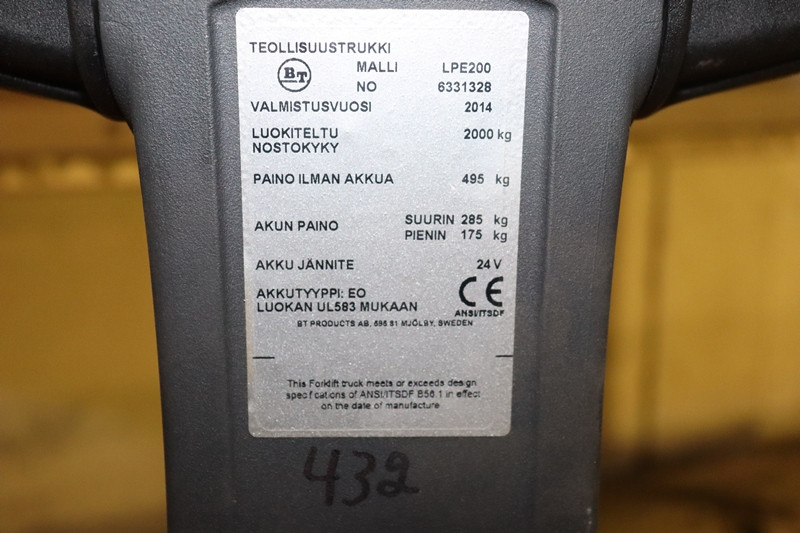 TEOLLISUUSTRUKKI
BT MALLI LPE200
NO 6331328
VALMISTUSVUOSI 2014
LUOKITELTU 2000 kg
NOSTOKYKY
PAINO ILMAN AKKUA 495 kg
SUURIN 285 kg
AKUN PAINO
PIENIN 175 kg
AKKU JÄNNITE 24 V
AKKUTYYPPI: EO CE
LUOKAN UL583 MUKAAN
ANSI/ITSDF
BT PRODUCTS AB, 595 81 MJÖLBY, SWEDEN
This Forklift truck meets or exceeds design
specifications of ANSI/ITSDF B56.1 in effect
on the date of manufacture
432